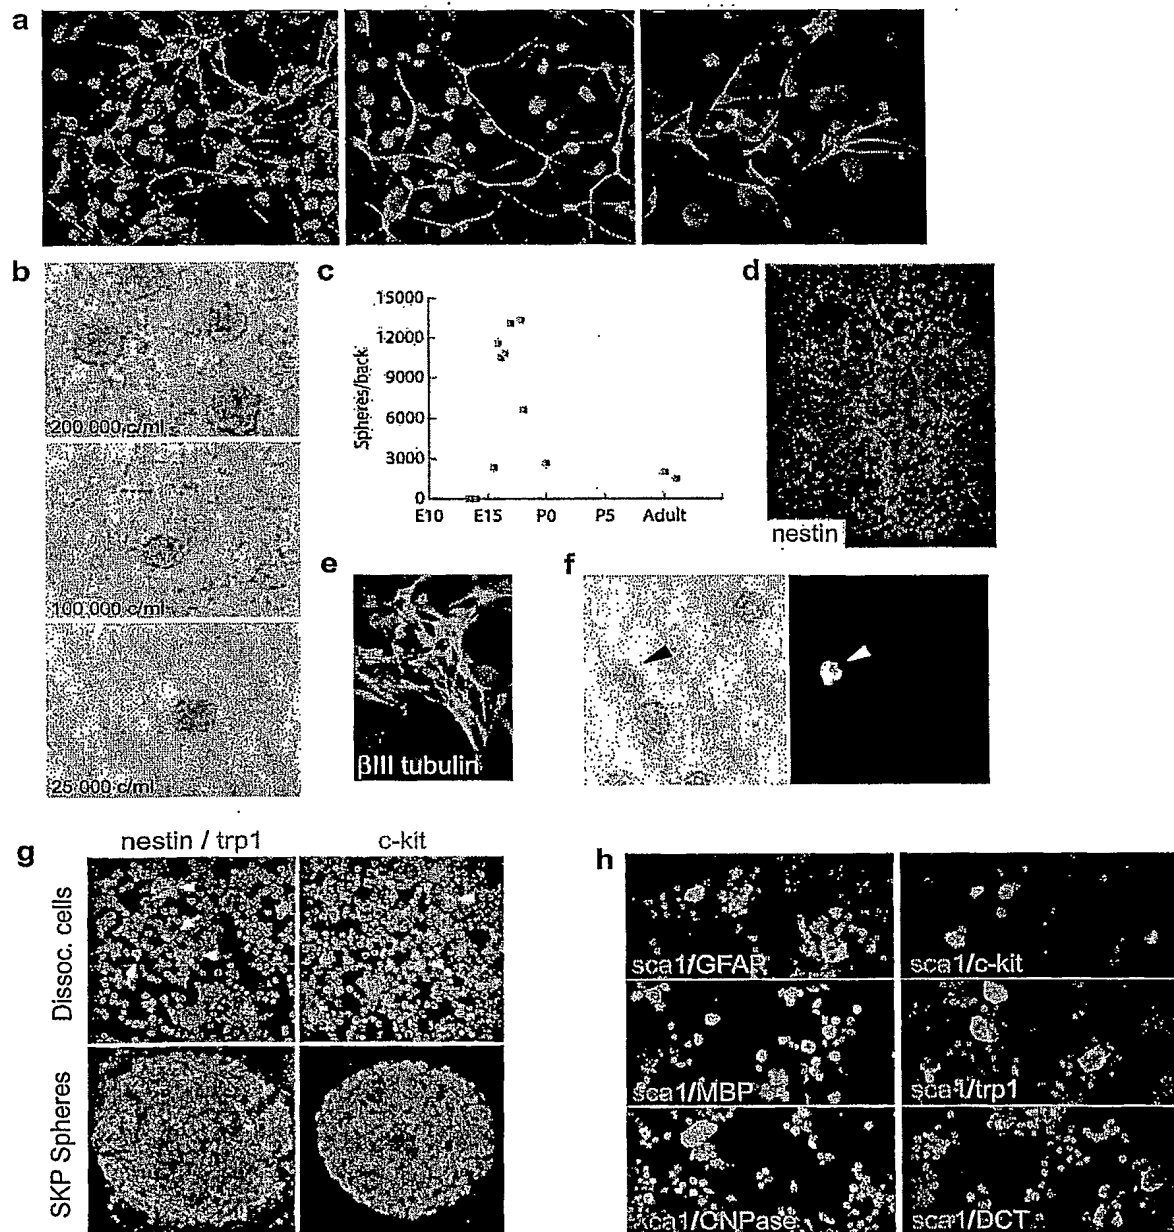 a
b
200 000 c/ml
100 000 c/ml
25 000 c/ml
c
Spheres/back
15000
12000
9000
6000
3000
0
E10
E15
P0
P5
Adult
d
nestin
e
βIII tubulin
f
g
nestin / trp1
c-kit
Dissoc. cells
SKP Spheres
h
sca1/GFAP
sca1/c-kit
sca1/MBP
sca1/trp1
sca1/CNPase
sca1/DCT